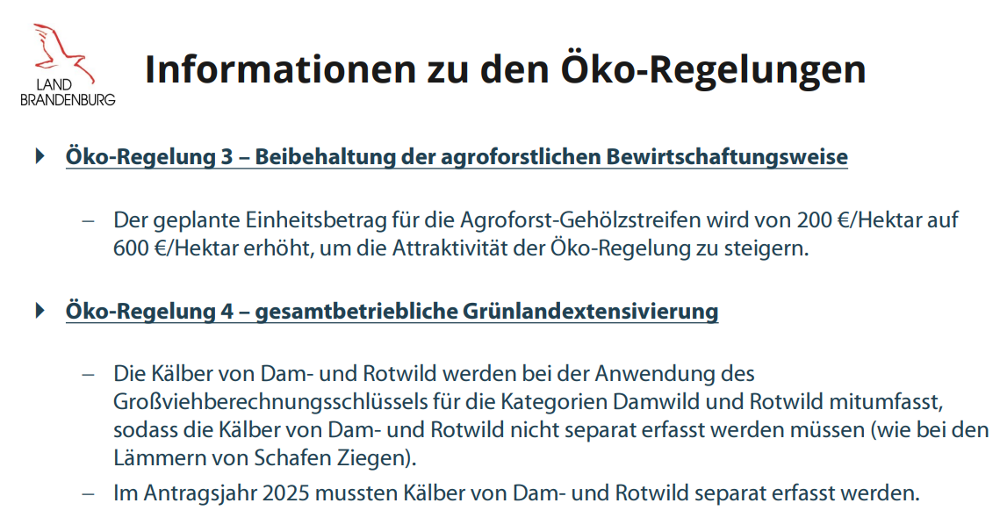 LAND
BRANDENBURG
Informationen zu den Öko-Regelungen
Öko-Regelung 3 – Beibehaltung der agroforstlichen Bewirtschaftungsweise
– Der geplante Einheitsbetrag für die Agroforst-Gehölzstreifen wird von 200 €/Hektar auf
600 €/Hektar erhöht, um die Attraktivität der Öko-Regelung zu steigern.
Öko-Regelung 4 – gesamtbetriebliche Grünlandextensivierung
– Die Kälber von Dam- und Rotwild werden bei der Anwendung des
Großviehberechnungsschlüssels für die Kategorien Damwild und Rotwild mitumfasst,
sodass die Kälber von Dam- und Rotwild nicht separat erfasst werden müssen (wie bei den
Lämmern von Schafen Ziegen).
– Im Antragsjahr 2025 mussten Kälber von Dam- und Rotwild separat erfasst werden.